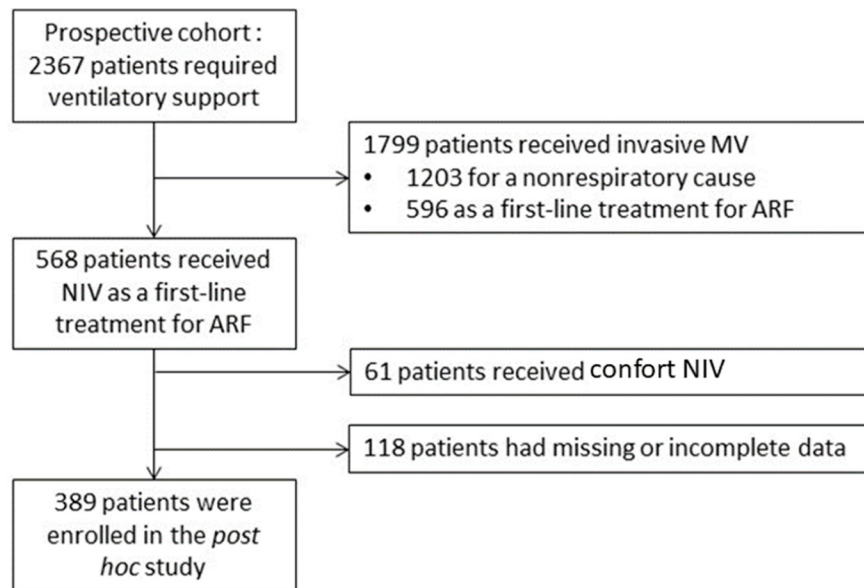 Prospective cohort :
2367 patients required
ventilatory support
1799 patients received invasive MV
• 1203 for a nonrespiratory cause
• 596 as a first-line treatment for ARF
568 patients received
NIV as a first-line
treatment for ARF
61 patients received confort NIV
118 patients had missing or incomplete data
389 patients were
enrolled in the post
hoc study